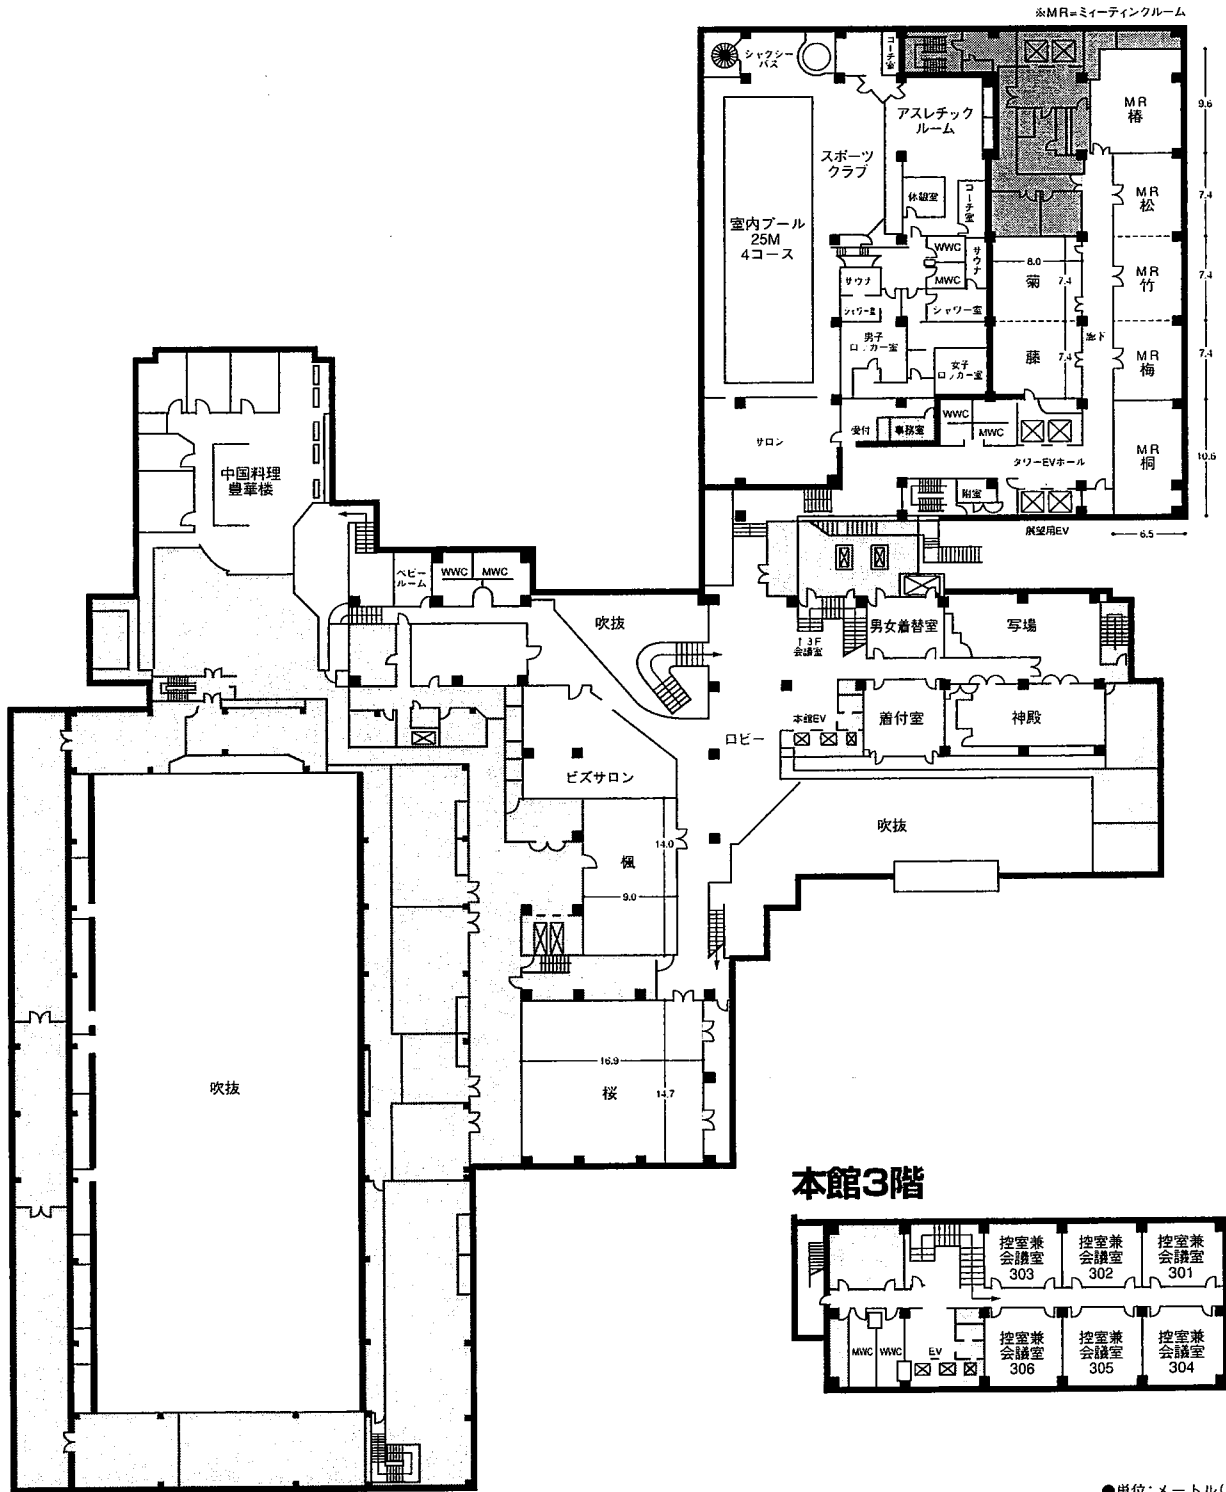 ※MR=ミィーティングルーム
シャクシー
バス
コーチ室
アスレチック
ルーム
スポーツ
クラブ
室内プール
25M
4コース
休憩室
コーチ室
WWC
MWC
サウナ
サウナ
シャワー室
シャワー室
男子
ロッカー室
女子
ロッカー室
サロン
受付
事務室
WWC
MWC
MR
椿
9.6
MR
松
7.4
MR
竹
7.4
MR
梅
7.4
MR
桐
10.6
6.5
8.0
菊
7.4
藤
7.4
廊下
タワーEVホール
附室
展望用EV
中国料理
豊華楼
ベビー
ルーム
WWC
MWC
吹抜
↑3F
会議室
男女着替室
写場
本館EV
着付室
神殿
ロビー
ビズサロン
吹抜
楓
14.0
9.0
吹抜
16.9
桜
14.7
本館3階
控室兼
会議室
303
控室兼
会議室
302
控室兼
会議室
301
MWC
WWC
EV
控室兼
会議室
306
控室兼
会議室
305
控室兼
会議室
304
●単位:メートル(